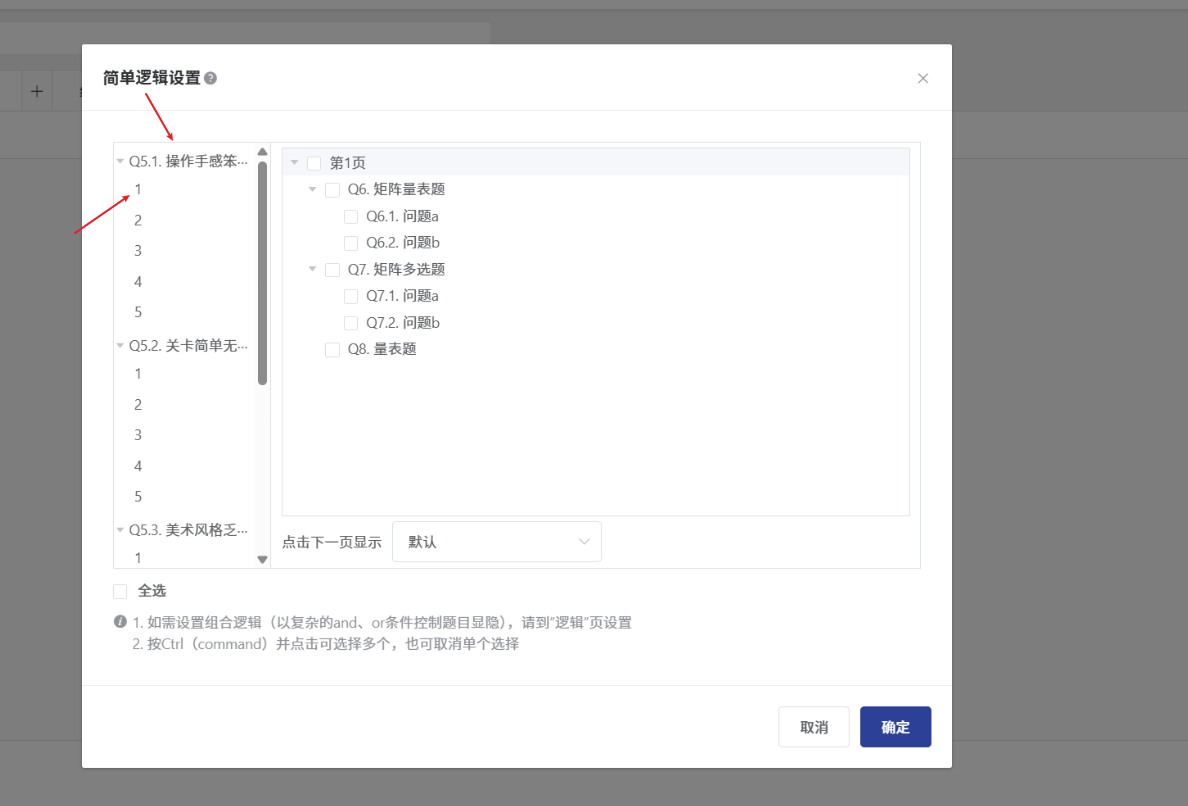 简单逻辑设置
Q5.1. 操作手感笨...
1
2
3
4
5
Q5.2. 关卡简单无...
1
2
3
4
5
Q5.3. 美术风格乏...
1
第1页
Q6. 矩阵量表题
Q6.1. 问题a
Q6.2. 问题b
Q7. 矩阵多选题
Q7.1. 问题a
Q7.2. 问题b
Q8. 量表题
点击下一页显示 默认
全选
1. 如需设置组合逻辑（以复杂的and、or条件控制题目显隐），请到“逻辑”页设置
2. 按Ctrl（command）并点击可选择多个，也可取消单个选择
取消 确定